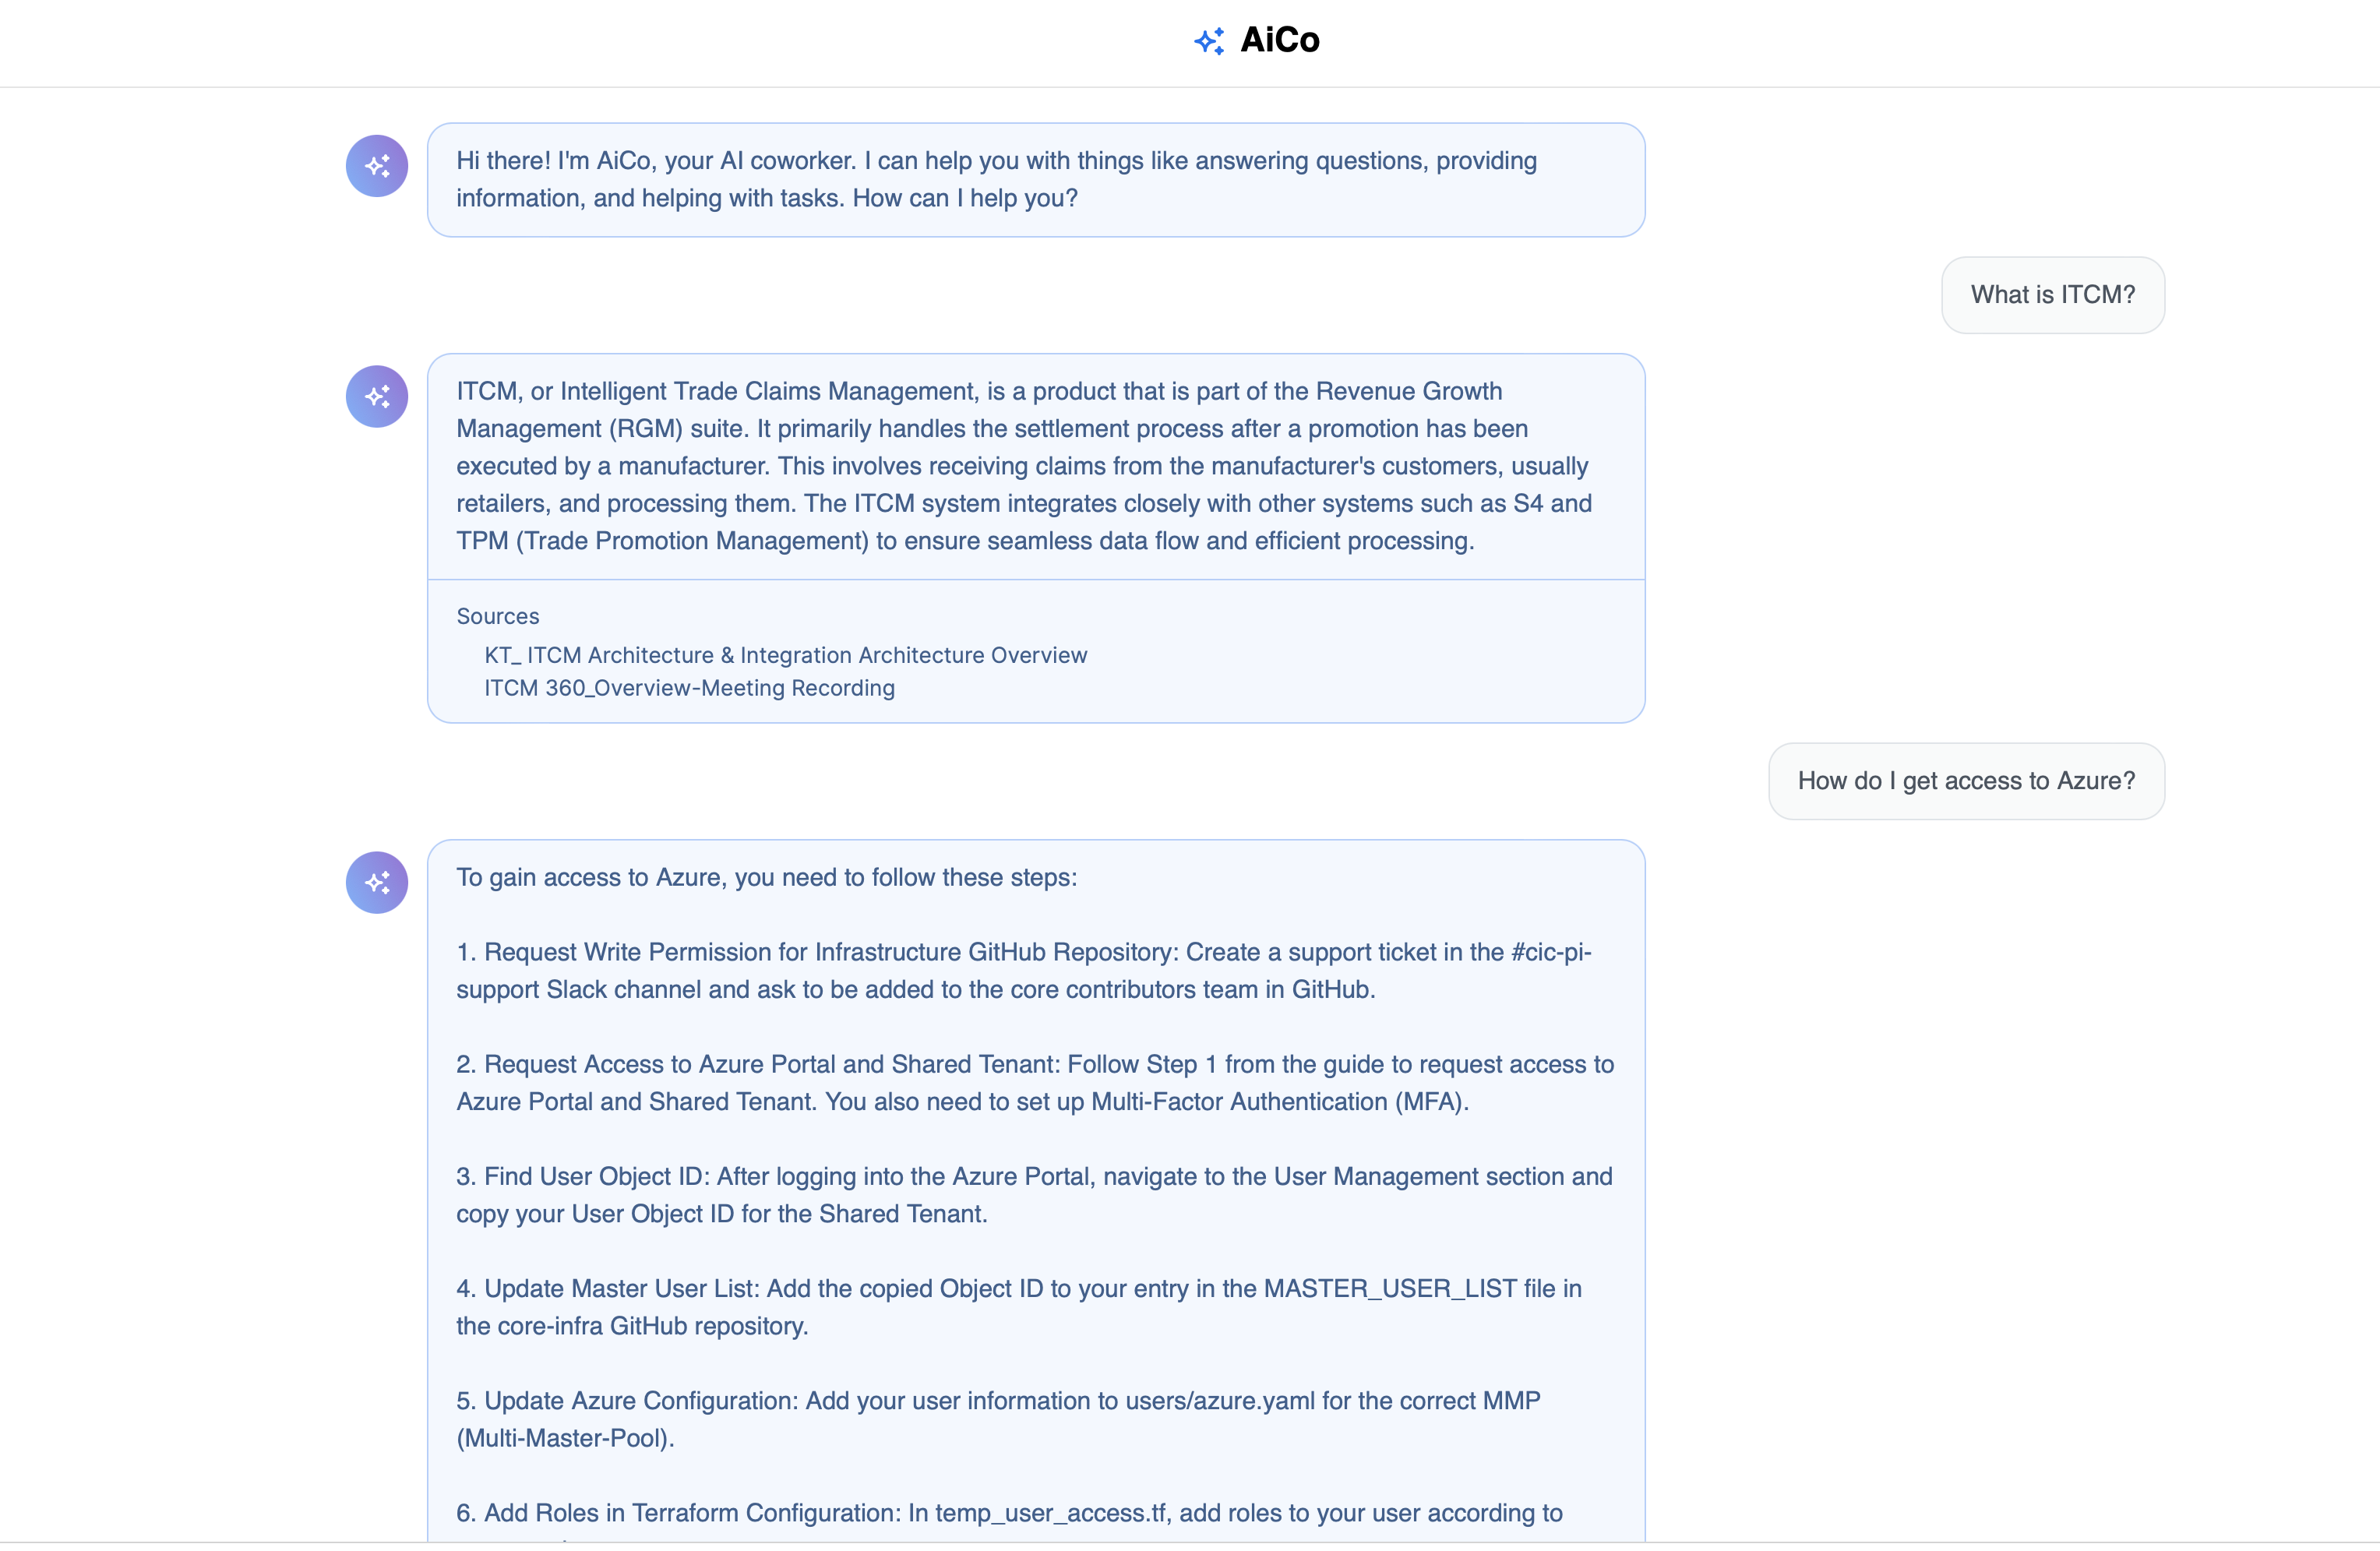 AiCo
Hi there! I'm AiCo, your AI coworker. I can help you with things like answering questions, providing
information, and helping with tasks. How can I help you?
What is ITCM?
ITCM, or Intelligent Trade Claims Management, is a product that is part of the Revenue Growth
Management (RGM) suite. It primarily handles the settlement process after a promotion has been
executed by a manufacturer. This involves receiving claims from the manufacturer's customers, usually
retailers, and processing them. The ITCM system integrates closely with other systems such as S4 and
TPM (Trade Promotion Management) to ensure seamless data flow and efficient processing.
Sources
KT_ ITCM Architecture & Integration Architecture Overview
ITCM 360_Overview-Meeting Recording
How do I get access to Azure?
To gain access to Azure, you need to follow these steps:
1. Request Write Permission for Infrastructure GitHub Repository: Create a support ticket in the #cic-pi-
support Slack channel and ask to be added to the core contributors team in GitHub.
2. Request Access to Azure Portal and Shared Tenant: Follow Step 1 from the guide to request access to
Azure Portal and Shared Tenant. You also need to set up Multi-Factor Authentication (MFA).
3. Find User Object ID: After logging into the Azure Portal, navigate to the User Management section and
copy your User Object ID for the Shared Tenant.
4. Update Master User List: Add the copied Object ID to your entry in the MASTER_USER_LIST file in
the core-infra GitHub repository.
5. Update Azure Configuration: Add your user information to users/azure.yaml for the correct MMP
(Multi-Master-Pool).
6. Add Roles in Terraform Configuration: In temp_user_access.tf, add roles to your user according to